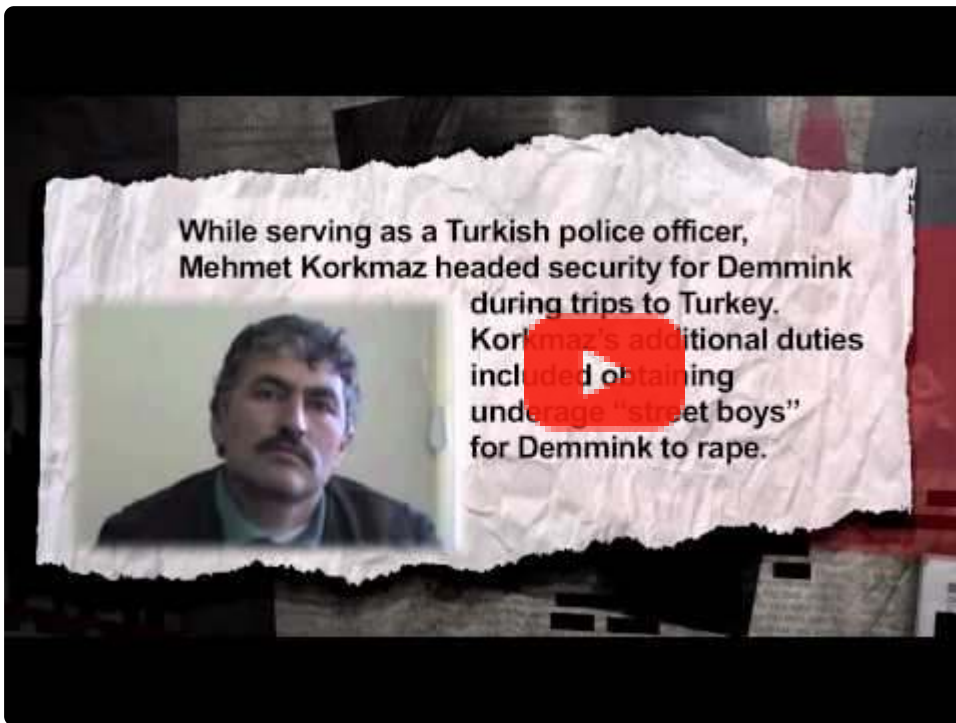 While serving as a Turkish police officer,
Mehmet Korkmaz headed security for Demmink
during trips to Turkey.
Korkmaz's additional duties
included obtaining
underage “street boys”
for Demmink to rape.